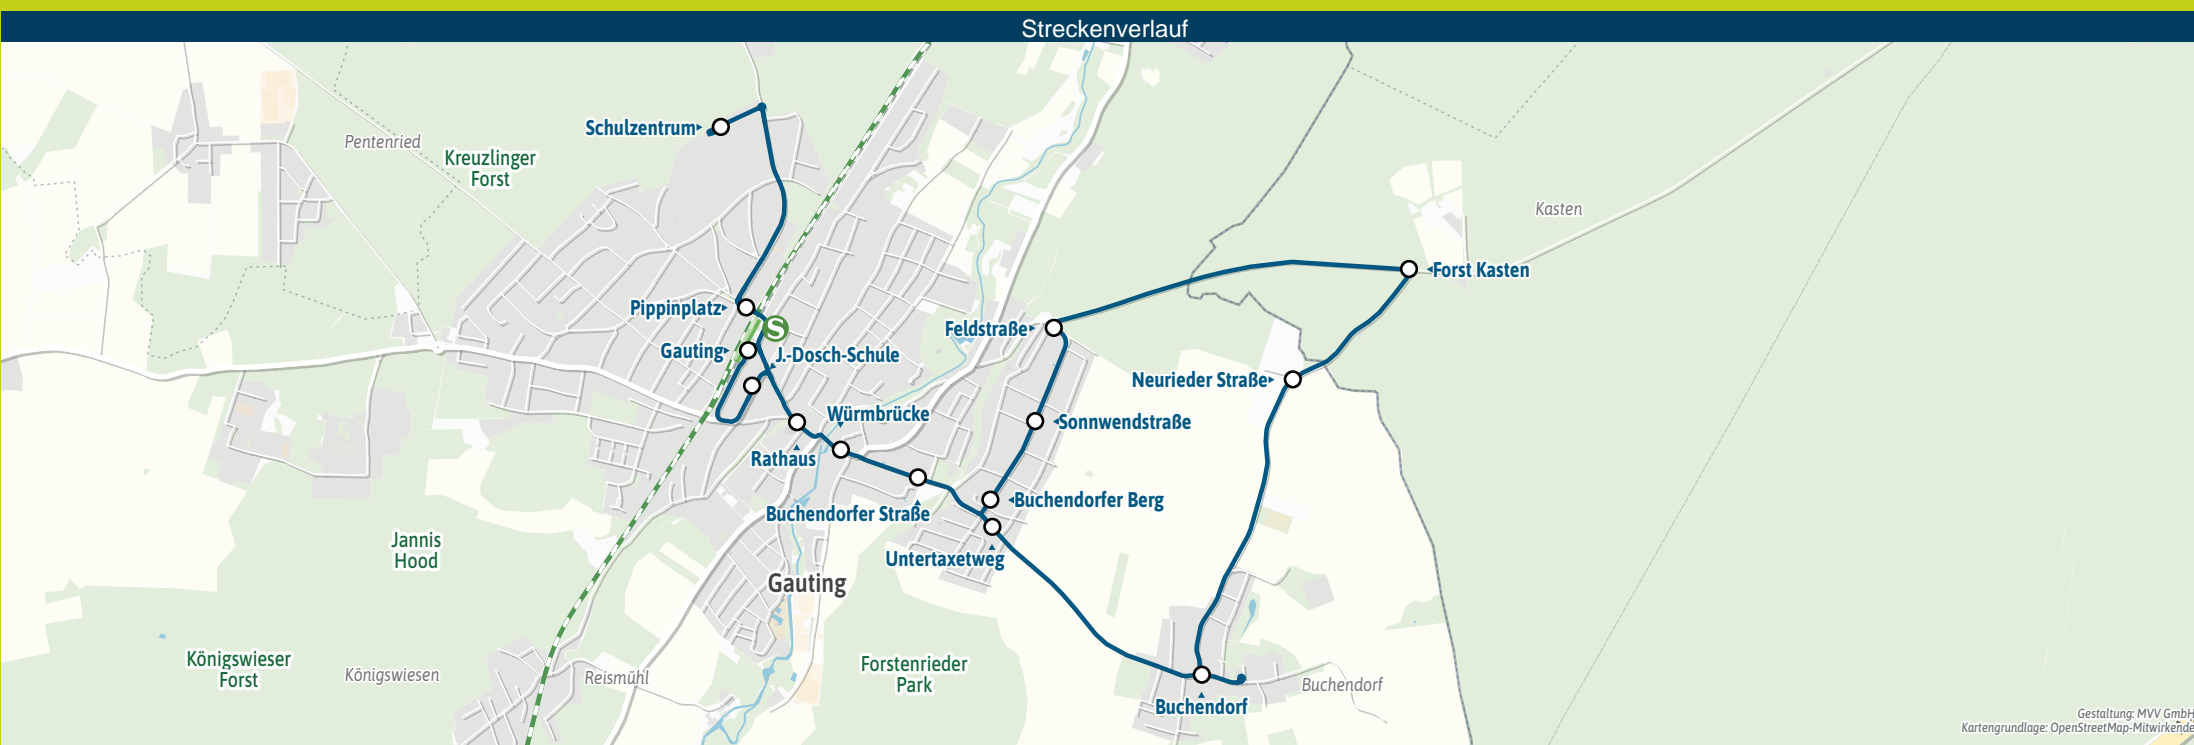 Streckenverlauf
Schulzentrum
Pentenried
Kreuzlinger
Forst
Kasten
Forst Kasten
Pippinplatz
S
Feldstraße
Gauting
J.-Dosch-Schule
Neurieder Straße
Würmbrücke
Sonnwendstraße
Rathaus
Buchendorfer Berg
Buchendorfer Straße
Jannis
Hood
Untertaxetweg
Gauting
Königswieser
Forst
Königswiesen
Reismühl
Forstenrieder
Park
Buchendorf
Buchendorf
Gestaltung: MVV GmbH
Kartengrundlage: OpenStreetMap-Mitwirkende